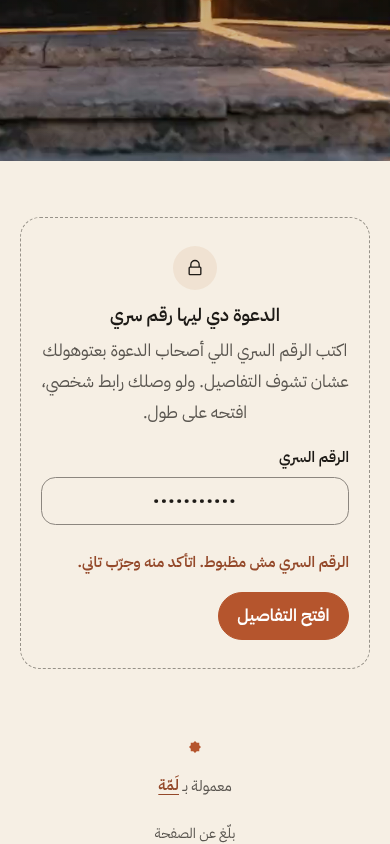 الدعوة دي ليها رقم سري
اكتب الرقم السري اللي أصحاب الدعوة بعتوهولك
عشان تشوف التفاصيل. ولو وصلك رابط شخصي،
افتحه على طول.
الرقم السري
•••••••••••
الرقم السري مش مظبوط. اتأكد منه وجرّب تاني.
افتح التفاصيل
معمولة بـ لَمّة
بلّغ عن الصفحة